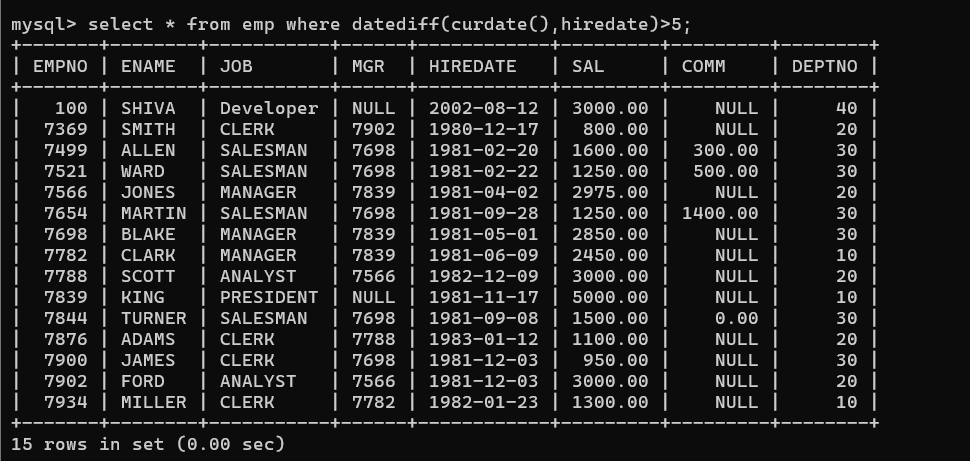 mysql> select * from emp where datediff(curdate(),hiredate)>5;
+-------+--------+-----------+------+------------+---------+---------+--------+
| EMPNO | ENAME  | JOB       | MGR  | HIREDATE   | SAL     | COMM    | DEPTNO |
+-------+--------+-----------+------+------------+---------+---------+--------+
|   100 | SHIVA  | Developer | NULL | 2002-08-12 | 3000.00 |    NULL |     40 |
|  7369 | SMITH  | CLERK     | 7902 | 1980-12-17 |  800.00 |    NULL |     20 |
|  7499 | ALLEN  | SALESMAN  | 7698 | 1981-02-20 | 1600.00 |  300.00 |     30 |
|  7521 | WARD   | SALESMAN  | 7698 | 1981-02-22 | 1250.00 |  500.00 |     30 |
|  7566 | JONES  | MANAGER   | 7839 | 1981-04-02 | 2975.00 |    NULL |     20 |
|  7654 | MARTIN | SALESMAN  | 7698 | 1981-09-28 | 1250.00 | 1400.00 |     30 |
|  7698 | BLAKE  | MANAGER   | 7839 | 1981-05-01 | 2850.00 |    NULL |     30 |
|  7782 | CLARK  | MANAGER   | 7839 | 1981-06-09 | 2450.00 |    NULL |     10 |
|  7788 | SCOTT  | ANALYST   | 7566 | 1982-12-09 | 3000.00 |    NULL |     20 |
|  7839 | KING   | PRESIDENT | NULL | 1981-11-17 | 5000.00 |    NULL |     10 |
|  7844 | TURNER | SALESMAN  | 7698 | 1981-09-08 | 1500.00 |    0.00 |     30 |
|  7876 | ADAMS  | CLERK     | 7788 | 1983-01-12 | 1100.00 |    NULL |     20 |
|  7900 | JAMES  | CLERK     | 7698 | 1981-12-03 |  950.00 |    NULL |     30 |
|  7902 | FORD   | ANALYST   | 7566 | 1981-12-03 | 3000.00 |    NULL |     20 |
|  7934 | MILLER | CLERK     | 7782 | 1982-01-23 | 1300.00 |    NULL |     10 |
+-------+--------+-----------+------+------------+---------+---------+--------+
15 rows in set (0.00 sec)